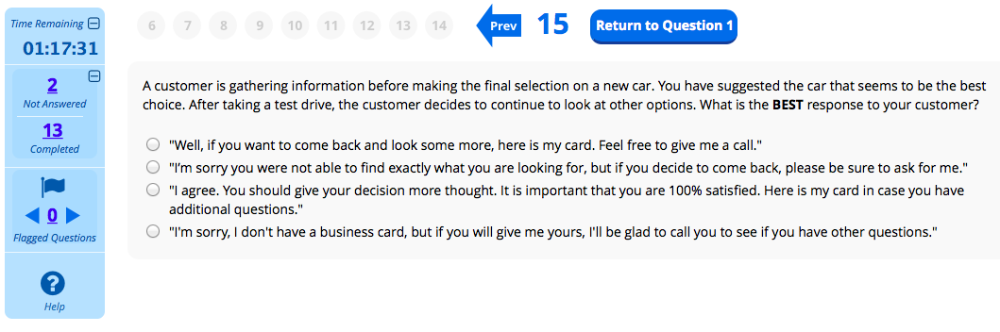 Time Remaining
01:17:31
6 7 8 9 10 11 12 13 14 Prev 15 Return to Question 1
2
Not Answered
13
Completed
0
Flagged Questions
?
Help
A customer is gathering information before making the final selection on a new car. You have suggested the car that seems to be the best
choice. After taking a test drive, the customer decides to continue to look at other options. What is the BEST response to your customer?
"Well, if you want to come back and look some more, here is my card. Feel free to give me a call."
"I'm sorry you were not able to find exactly what you are looking for, but if you decide to come back, please be sure to ask for me."
"I agree. You should give your decision more thought. It is important that you are 100% satisfied. Here is my card in case you have
additional questions."
"I'm sorry, I don't have a business card, but if you will give me yours, I'll be glad to call you to see if you have other questions."